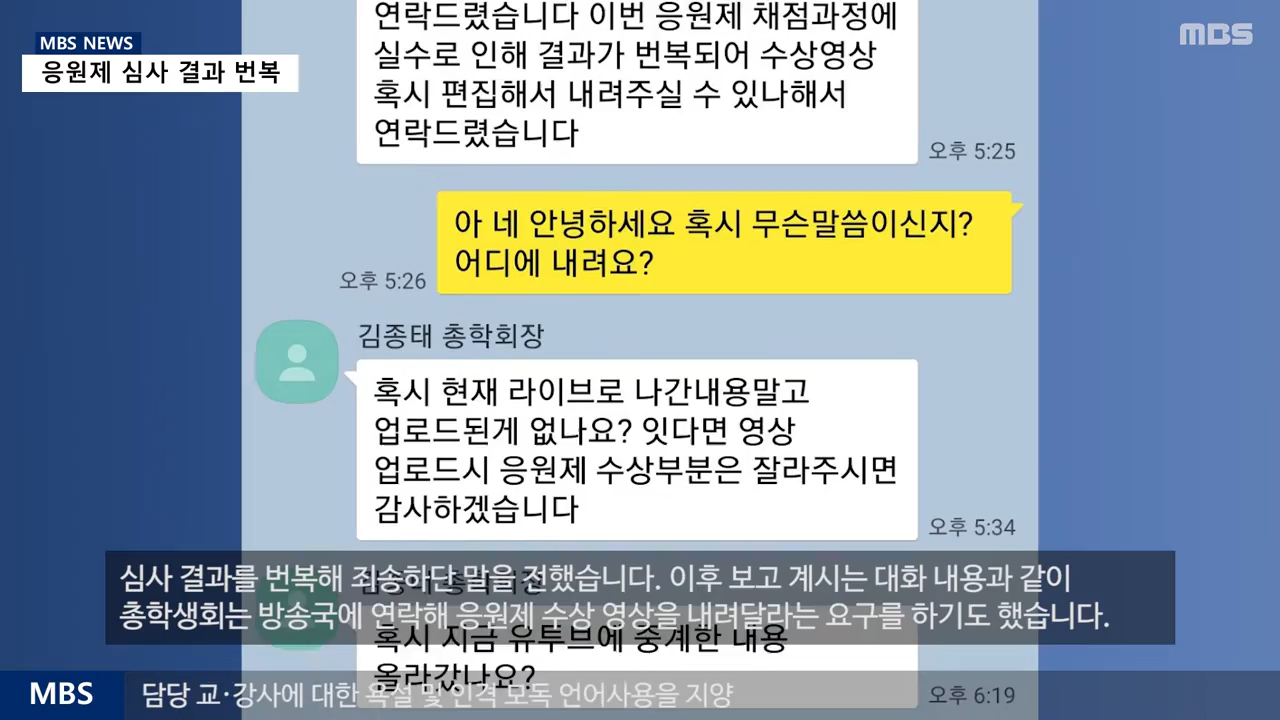 MBS NEWS
응원제 심사 결과 번복
MBS
연락드렸습니다 이번 응원제 채점과정에
실수로 인해 결과가 번복되어 수상영상
혹시 편집해서 내려주실 수 있나해서
연락드렸습니다
오후 5:25
아 네 안녕하세요 혹시 무슨말씀이신지?
어디에 내려요?
오후 5:26
김종태 총학회장
혹시 현재 라이브로 나간내용말고
업로드된게 없나요? 잇다면 영상
업로드시 응원제 수상부분은 잘라주시면
감사하겠습니다
오후 5:34
김종태 총학회장
심사 결과를 번복해 죄송하단 말을 전했습니다. 이후 보고 계시는 대화 내용과 같이
총학생회는 방송국에 연락해 응원제 수상 영상을 내려달라는 요구를 하기도 했습니다.
혹시 지금 유투브에 중계한 내용
올라갔나요?
오후 6:19
MBS 담당 교·강사에 대한 욕설 및 인격 모독 언어사용을 지양